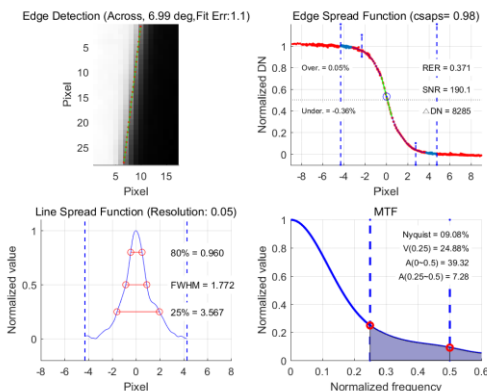 Edge Detection (Across, 6.99 deg,Fit Err:1.1)
Pixel
5
10
15
20
25
5 10 15
Pixel
Edge Spread Function (csaps= 0.98)
Normalized DN
1
0.8
0.6
0.4
0.2
0
Over. = 0.05%
Under. = -0.36%
RER = 0.371
SNR = 190.1
△DN = 8285
-8 -6 -4 -2 0 2 4 6 8
Pixel
Line Spread Function (Resolution: 0.05)
Normalized value
1
0.5
0
80% = 0.960
FWHM = 1.772
25% = 3.567
-8 -6 -4 -2 0 2 4 6 8
Pixel
MTF
Normalized value
1
0.8
0.6
0.4
0.2
0
Nyquist = 09.08%
V(0.25) = 24.88%
A(0~0.5) = 39.32
A(0.25~0.5) = 7.28
0 0.1 0.2 0.3 0.4 0.5 0.6
Normalized frequency